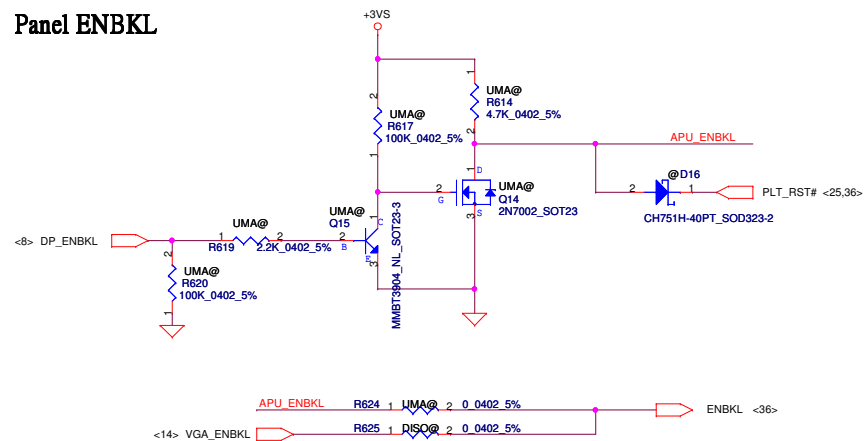 Panel ENBKL
+3VS
UMA@
R617
100K_0402_5%
2
1
UMA@
R614
4.7K_0402_5%
1
2
APU_ENBKL
@D16
2
1
PLT_RST# <25,36>
CH751H-40PT_SOD323-2
UMA@
Q14
2N7002_SOT23
1
D
2
G
S
3
UMA@
Q15
1
C
2
B
E
3
MMBT3904_NL_SOT23-3
<8> DP_ENBKL
UMA@
R619
1
2
2.2K_0402_5%
UMA@
R620
100K_0402_5%
2
1
APU_ENBKL
R624
1
UMA@
2
0_0402_5%
ENBKL <36>
<14> VGA_ENBKL
R625
1
DISO@
2
0_0402_5%